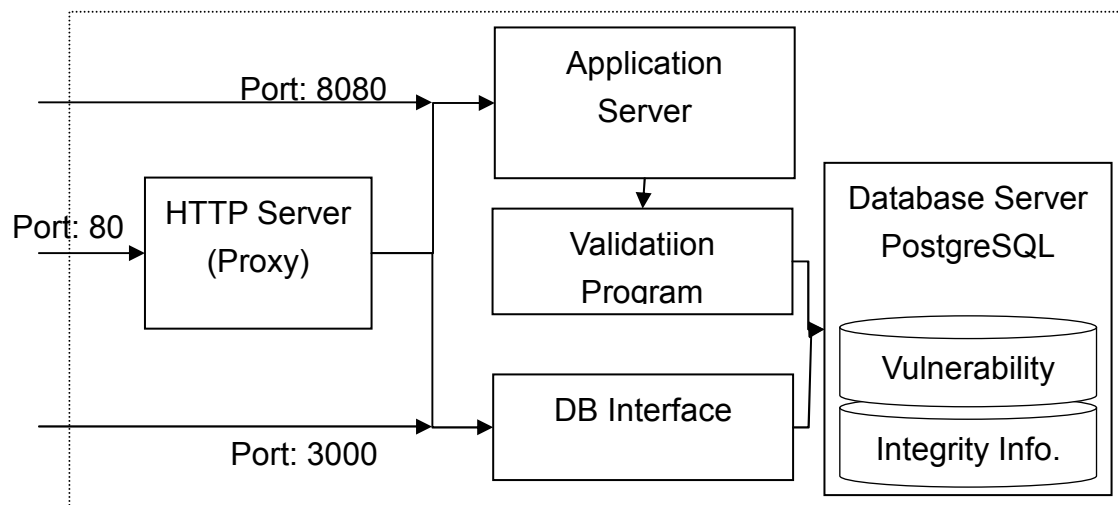 Port: 8080
Application
Server
Port: 80
HTTP Server
(Proxy)
Validatiion
Program
Database Server
PostgreSQL
Vulnerability
Integrity Info.
DB Interface
Port: 3000